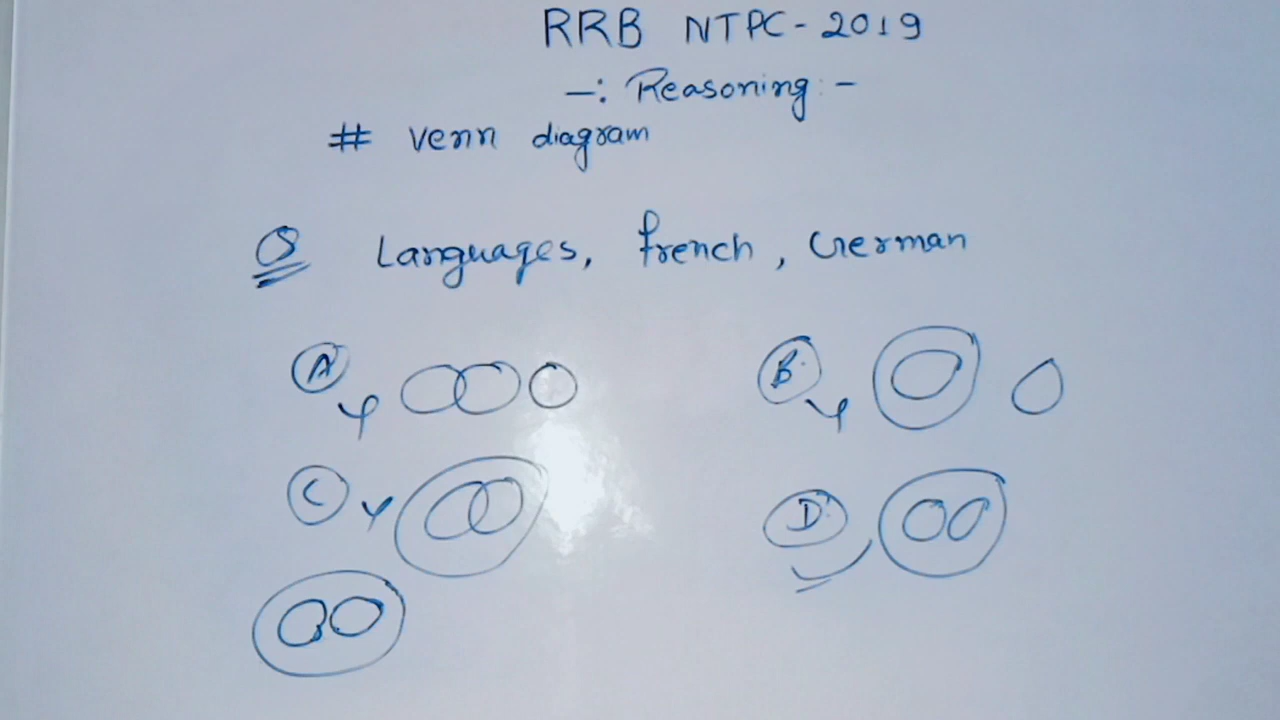 RRB NTPC-2019
-: Reasoning :-
# venn diagram
Q Languages, french, German
A
B
C
D